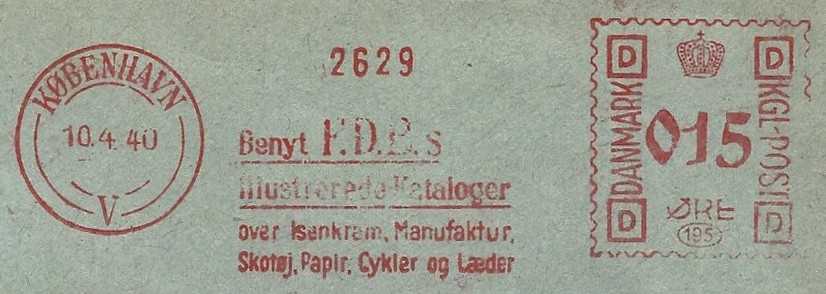 KØBENHAVN
10.4.40
V
2629
Benyt F.D.B.s
Illustrerede Kataloger
over Isenkram, Manufaktur,
Skotøj, Papir, Cykler og Læder
D D
DANMARK
015
KGL-POST
ØRE
195
D D